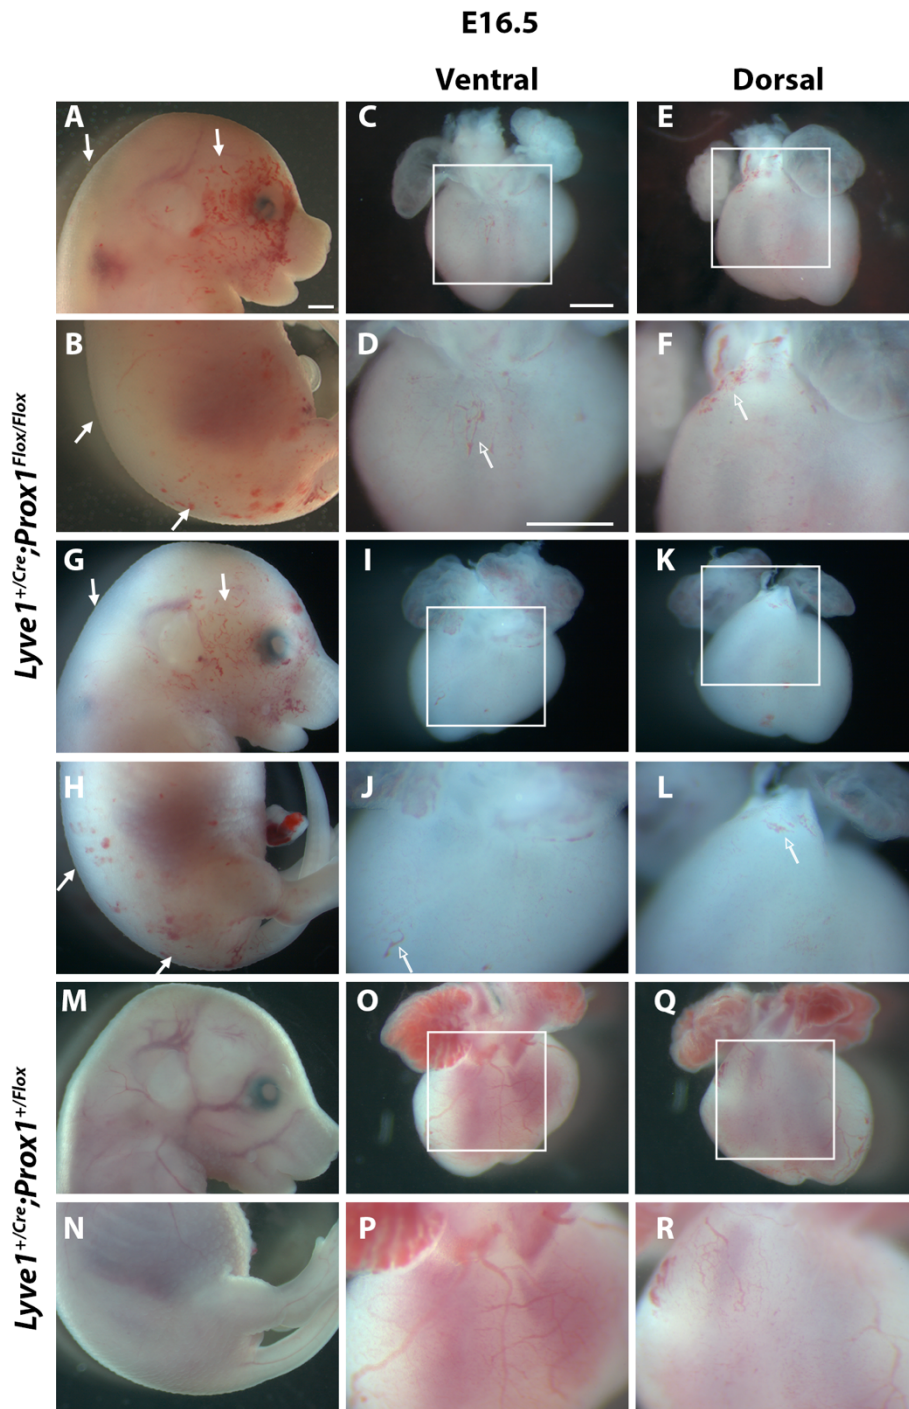 E16.5
Ventral Dorsal
A C E
B D F
Lyve1+/Cre;Prox1Flox/Flox
G I K
H J L
M O Q
Lyve1+/Cre;Prox1+/Flox
N P R